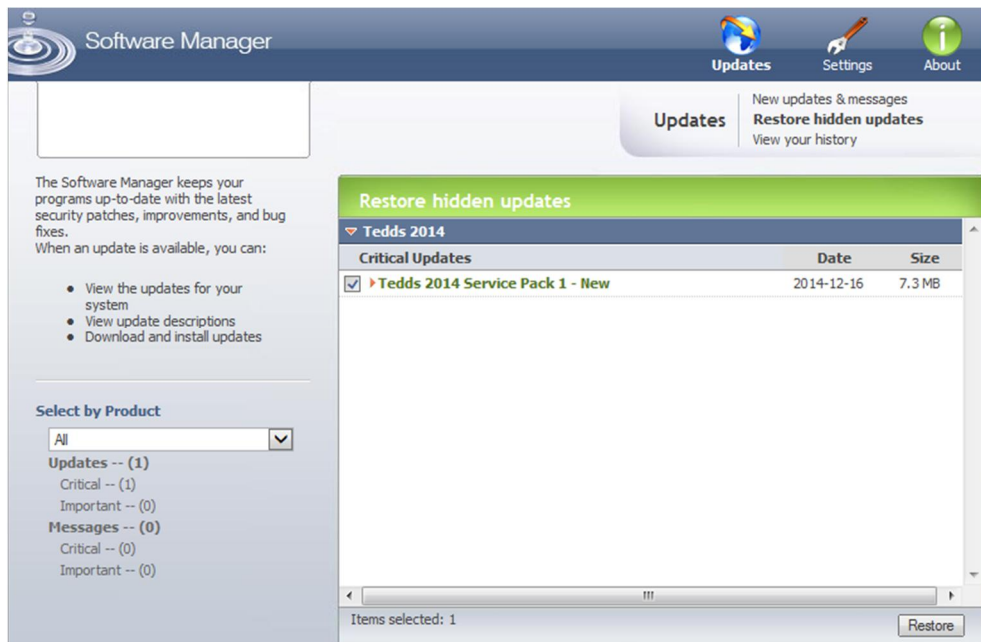 Software Manager
Updates
Settings
About
Updates
New updates & messages
Restore hidden updates
View your history
The Software Manager keeps your
programs up-to-date with the latest
security patches, improvements, and bug
fixes.
When an update is available, you can:
View the updates for your
system
View update descriptions
Download and install updates
Select by Product
All
Updates -- (1)
Critical -- (1)
Important -- (0)
Messages -- (0)
Critical -- (0)
Important -- (0)
Restore hidden updates
Tedds 2014
Critical Updates Date Size
Tedds 2014 Service Pack 1 - New 2014-12-16 7.3 MB
Items selected: 1
Restore